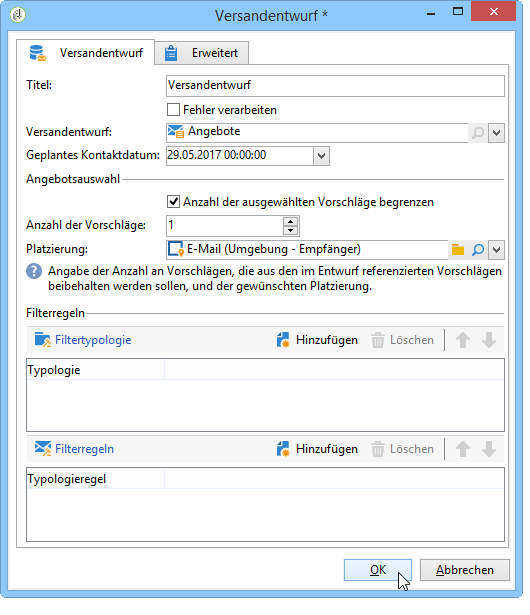 Versandentwurf *
Versandentwurf Erweitert
Titel: Versandentwurf
Fehler verarbeiten
Versandentwurf: Angebote
Geplantes Kontaktdatum: 29.05.2017 00:00:00
Angebotsauswahl
Anzahl der ausgewählten Vorschläge begrenzen
Anzahl der Vorschläge: 1
Platzierung: E-Mail (Umgebung - Empfänger)
Angabe der Anzahl an Vorschlägen, die aus den im Entwurf referenzierten Vorschlägen
beibehalten werden sollen, und der gewünschten Platzierung.
Filterregeln
Filtertypologie Hinzufügen Löschen
Typologie
Filterregeln Hinzufügen Löschen
Typologieregel
OK Abbrechen